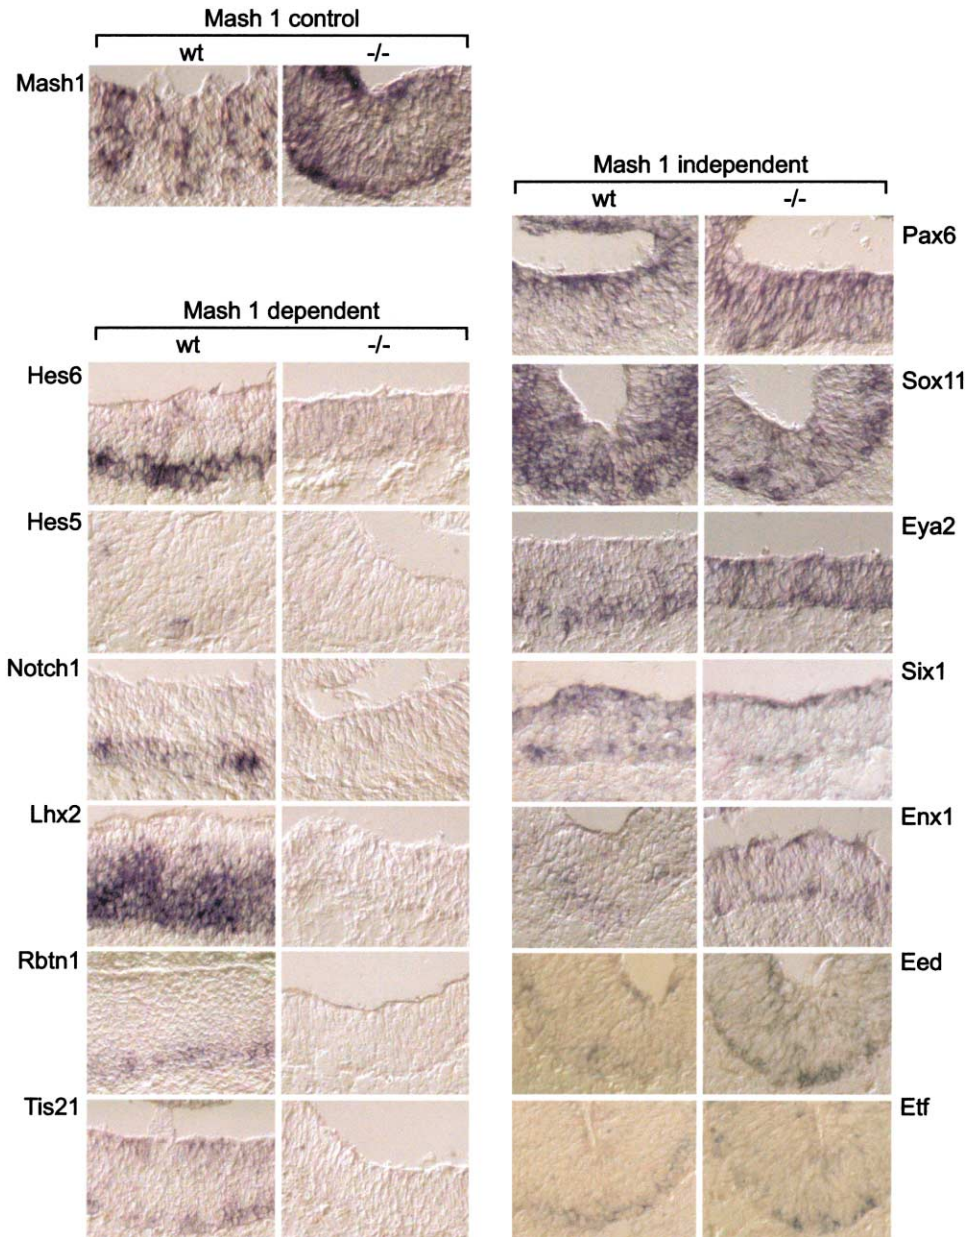 Mash 1 control
wt -/-
Mash1
Mash 1 dependent
wt -/-
Hes6
Hes5
Notch1
Lhx2
Rbtn1
Tis21
Mash 1 independent
wt -/-
Pax6
Sox11
Eya2
Six1
Enx1
Eed
Etf